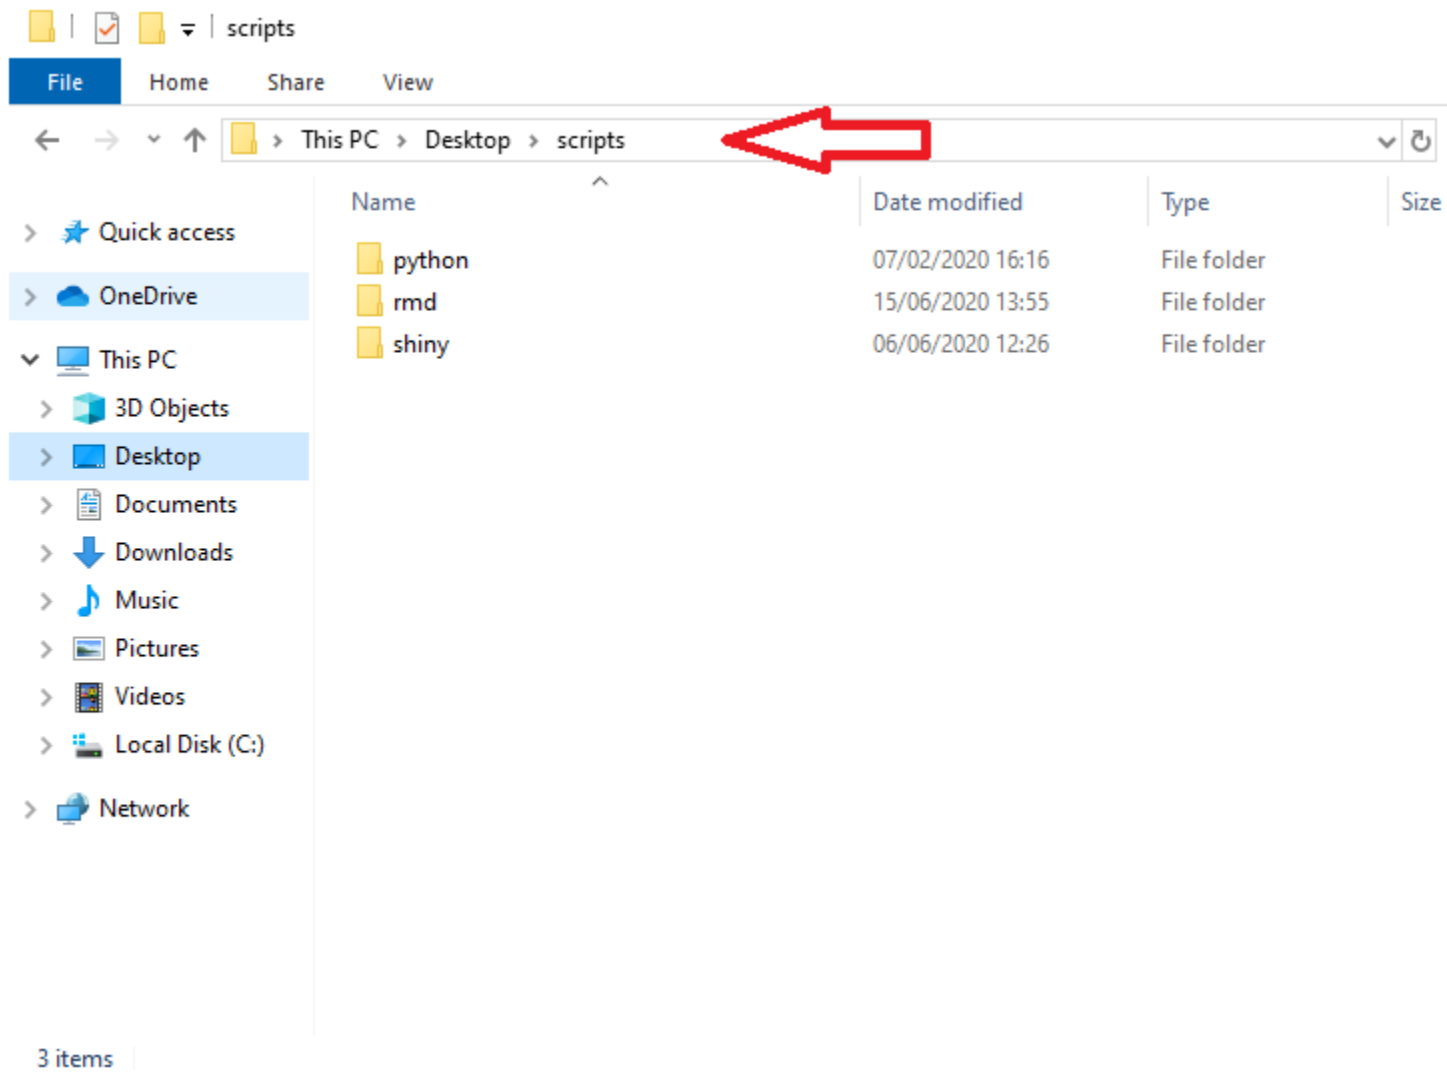 scripts
File Home Share View
This PC Desktop scripts
Name Date modified Type Size
Quick access
OneDrive
This PC
3D Objects
Desktop
Documents
Downloads
Music
Pictures
Videos
Local Disk (C:)
Network
python 07/02/2020 16:16 File folder
rmd 15/06/2020 13:55 File folder
shiny 06/06/2020 12:26 File folder
3 items